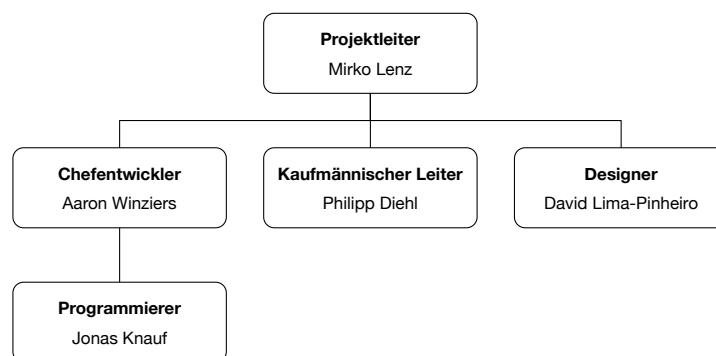 Projektleiter
Mirko Lenz
Chefentwickler
Aaron Winziers
Kaufmännischer Leiter
Philipp Diehl
Designer
David Lima-Pinheiro
Programmierer
Jonas Knauf